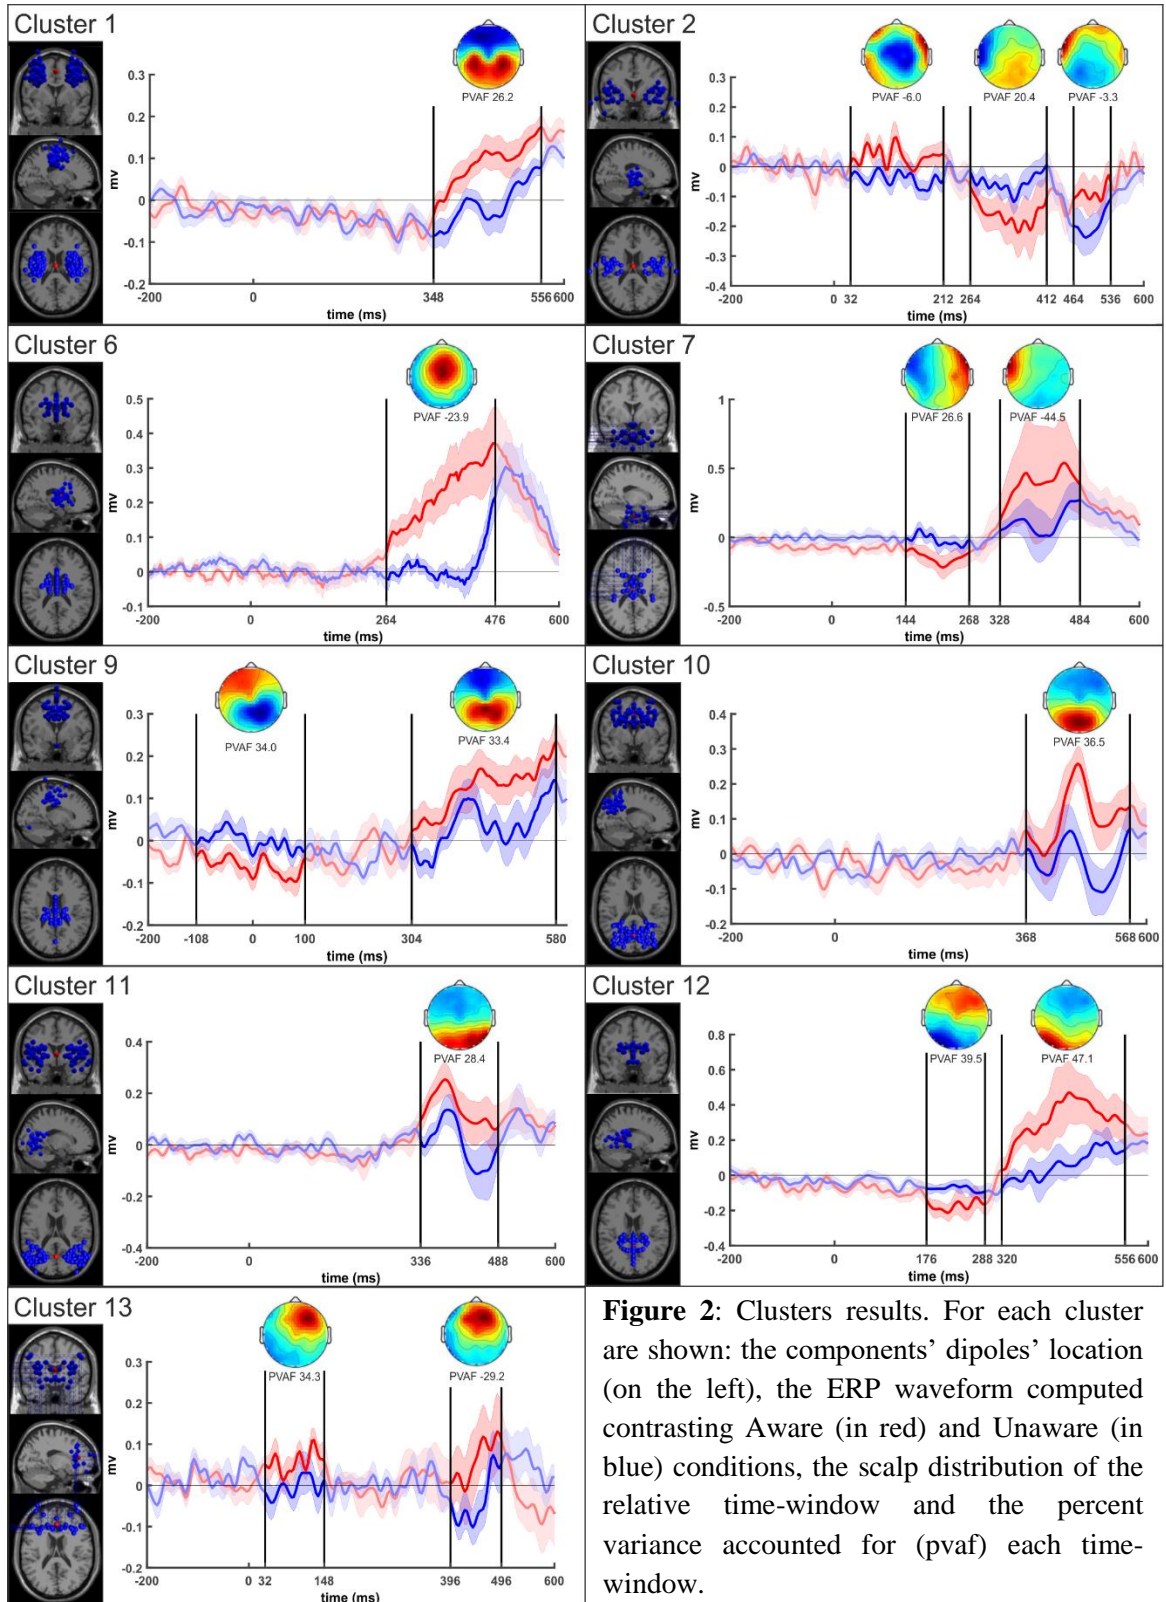 Cluster 1
PVAF 26.2
0.3
0.2
0.1
0
-0.1
-0.2
mv
-200
0
348
556
600
time (ms)
Cluster 2
PVAF -6.0
PVAF 20.4
PVAF -3.3
0.3
0.2
0.1
0
-0.1
-0.2
-0.3
-0.4
mv
-200
0
32
212
264
412
464
536
600
time (ms)
Cluster 6
PVAF -23.9
0.5
0.4
0.3
0.2
0.1
0
-0.1
mv
-200
0
264
476
600
time (ms)
Cluster 7
PVAF 26.6
PVAF -44.5
1
0.5
0
-0.5
mv
-200
0
144
268
328
484
600
time (ms)
Cluster 9
PVAF 34.0
PVAF 33.4
0.3
0.2
0.1
0
-0.1
-0.2
mv
-200
-108
0
100
304
580
time (ms)
Cluster 10
PVAF 36.5
0.4
0.3
0.2
0.1
0
-0.1
-0.2
mv
-200
0
368
568
600
time (ms)
Cluster 11
PVAF 28.4
0.4
0.2
0
-0.2
-0.4
mv
-200
0
336
488
600
time (ms)
Cluster 12
PVAF 39.5
PVAF 47.1
0.8
0.6
0.4
0.2
0
-0.2
-0.4
mv
-200
0
176
288
320
556
600
time (ms)
Cluster 13
PVAF 34.3
PVAF -29.2
0.3
0.2
0.1
0
-0.1
-0.2
mv
-200
0
32
148
396
496
600
time (ms)
Figure 2: Clusters results. For each cluster
are shown: the components’ dipoles’ location
(on the left), the ERP waveform computed
contrasting Aware (in red) and Unaware (in
blue) conditions, the scalp distribution of the
relative time-window and the percent
variance accounted for (pvaf) each time-
window.